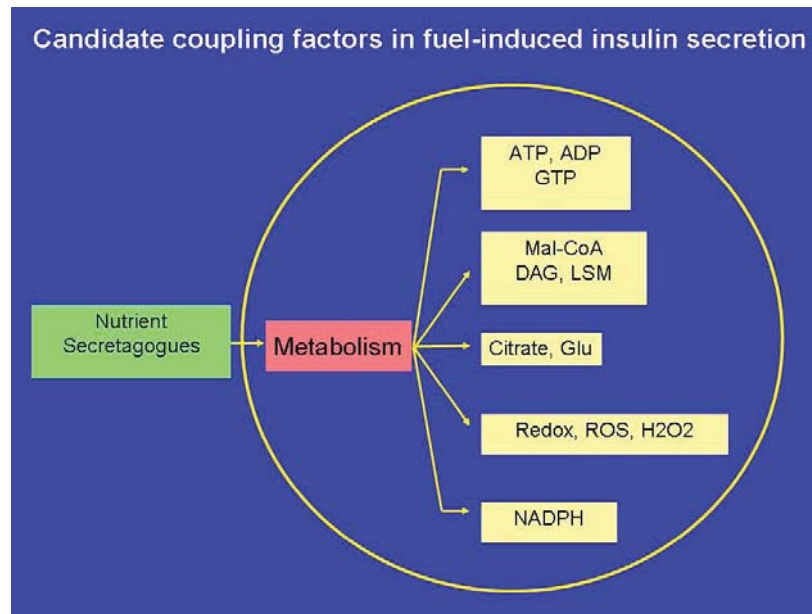 Candidate coupling factors in fuel-induced insulin secretion
ATP, ADP
GTP
Mal-CoA
DAG, LSM
Nutrient
Secretagogues
Metabolism
Citrate, Glu
Redox, ROS, H2O2
NADPH